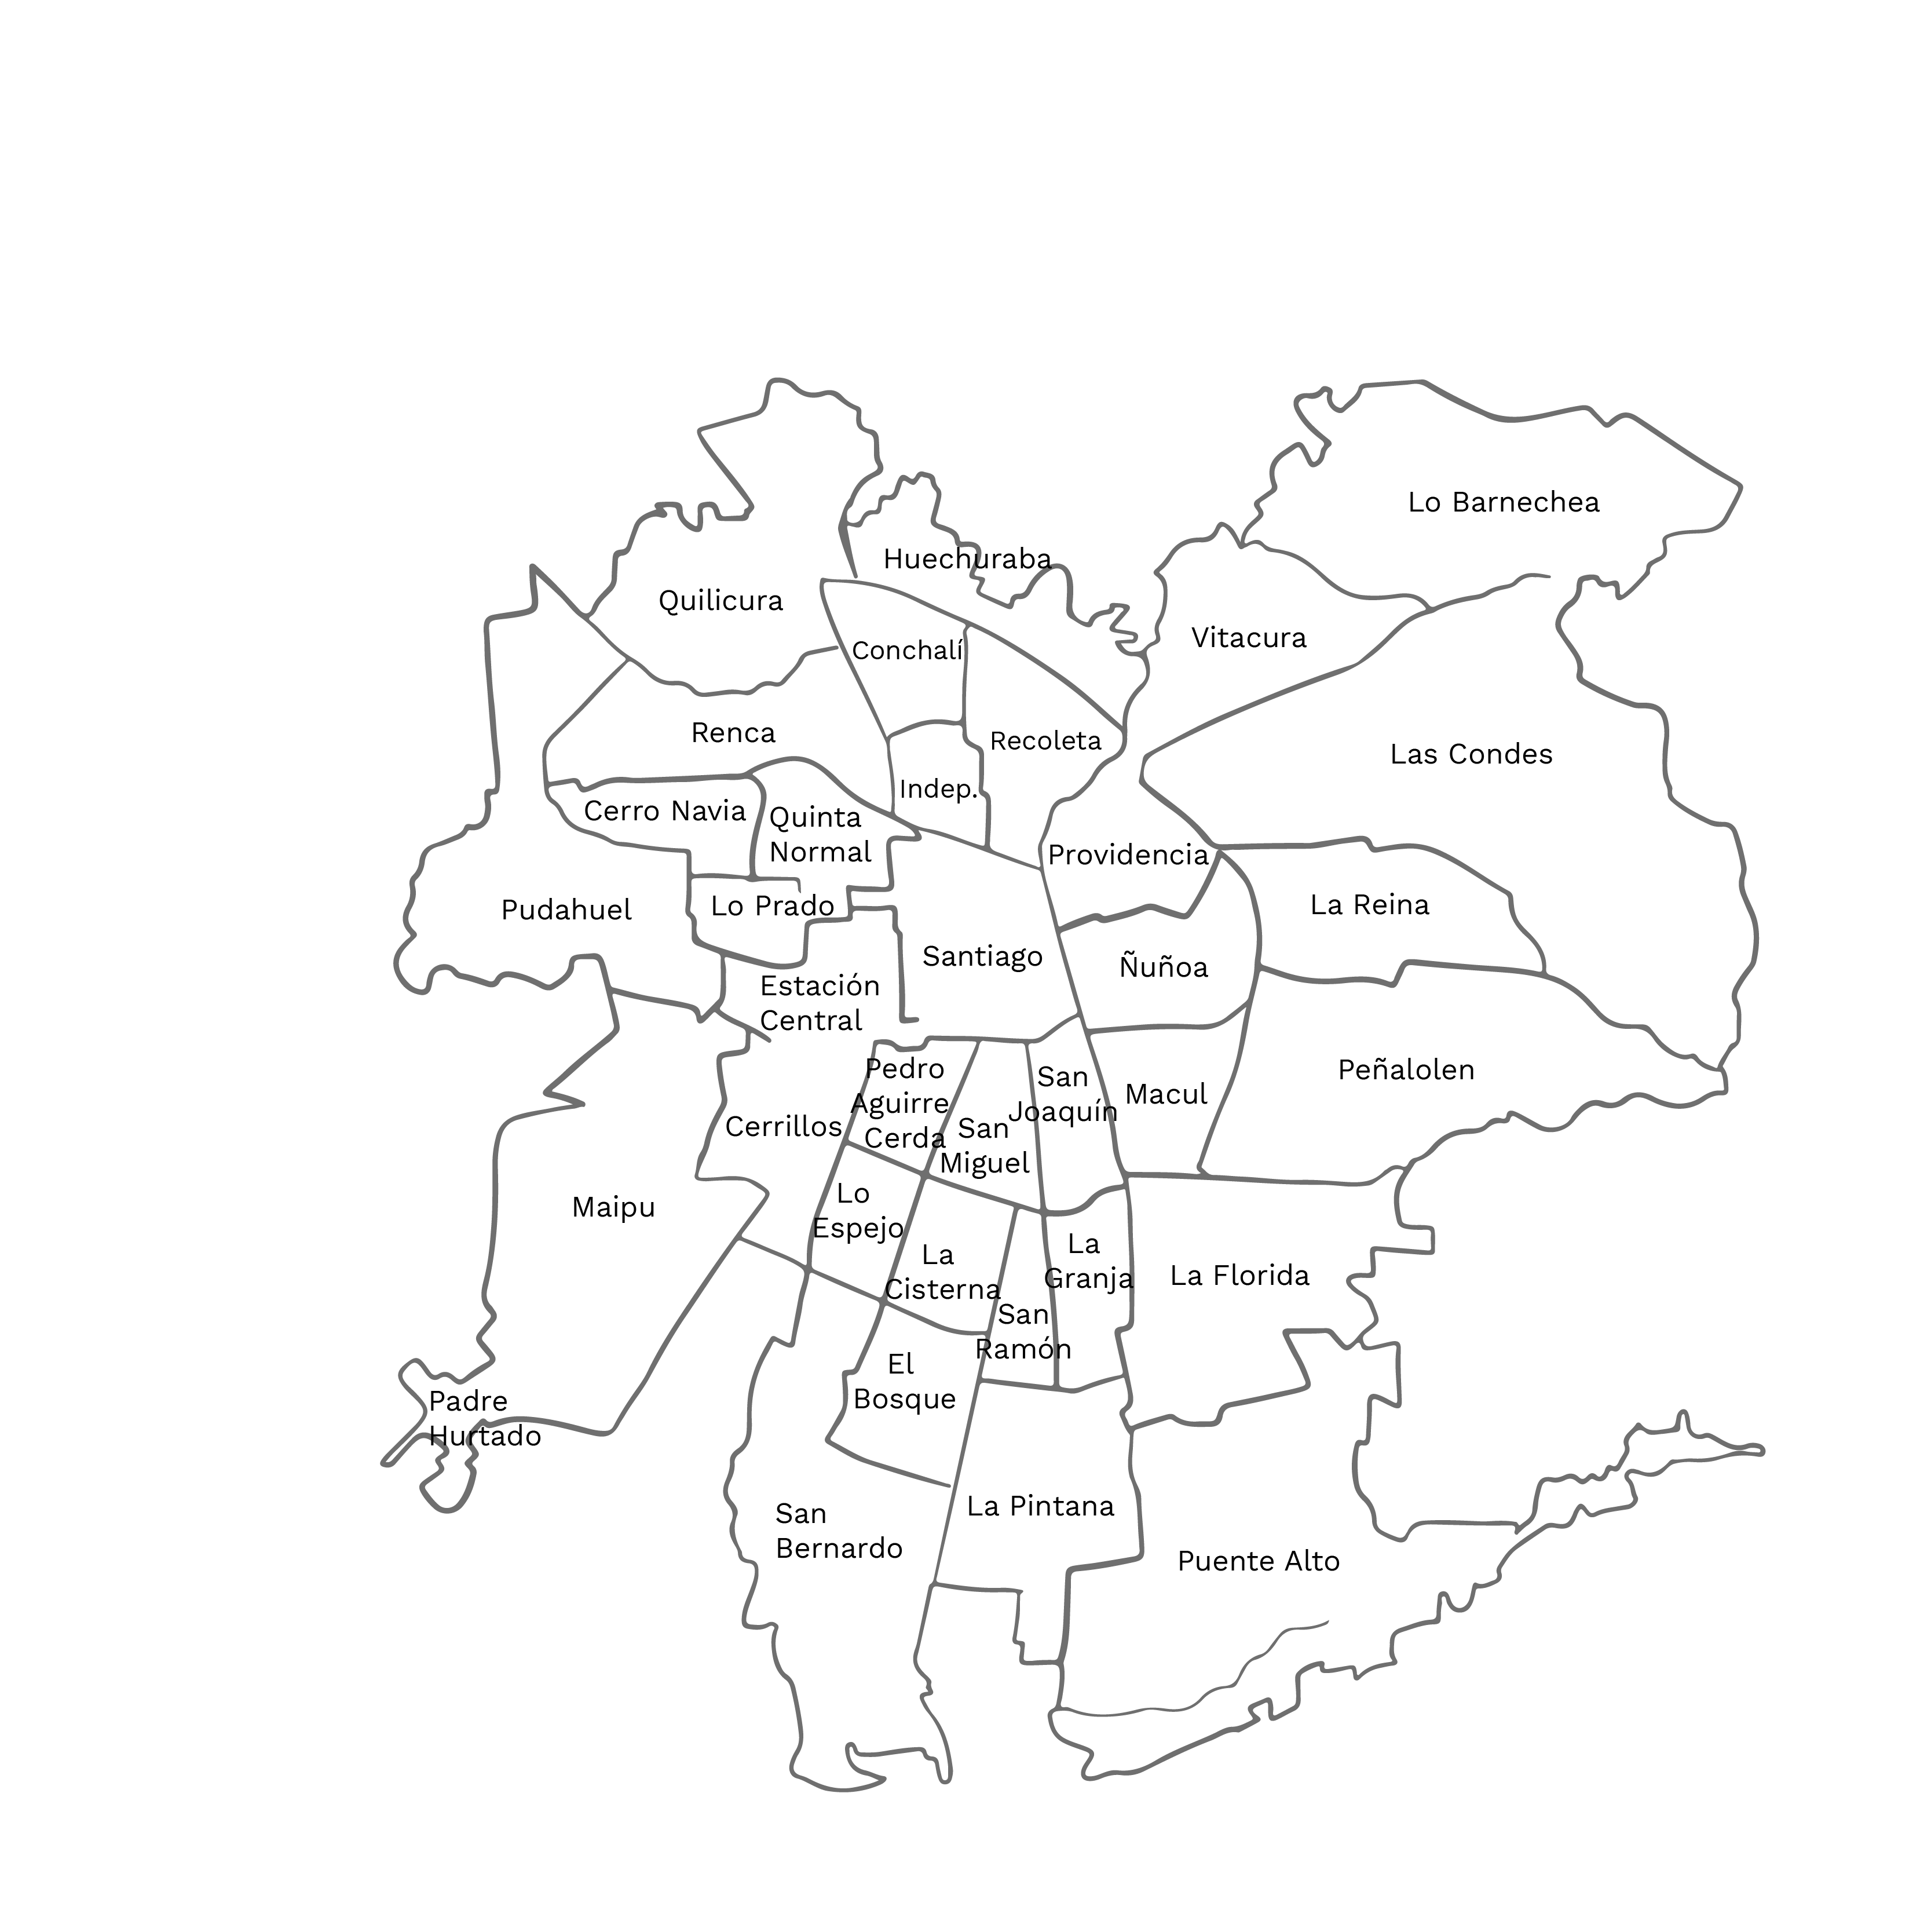 Lo Barnechea
Huechuraba
Quilicura
Vitacura
Conchalí
Renca
Recoleta
Las Condes
Indep.
Cerro Navia
Quinta
Normal
Providencia
Lo Prado
La Reina
Pudahuel
Santiago
Ñuñoa
Estación
Central
Pedro
Aguirre
Cerda
San
Joaquín
Peñalolen
Macul
Cerrillos
San
Miguel
Maipu
Lo
Espejo
La
Granja
La
Cisterna
La Florida
San
Ramón
El
Bosque
Padre
Hurtado
La Pintana
San
Bernardo
Puente Alto